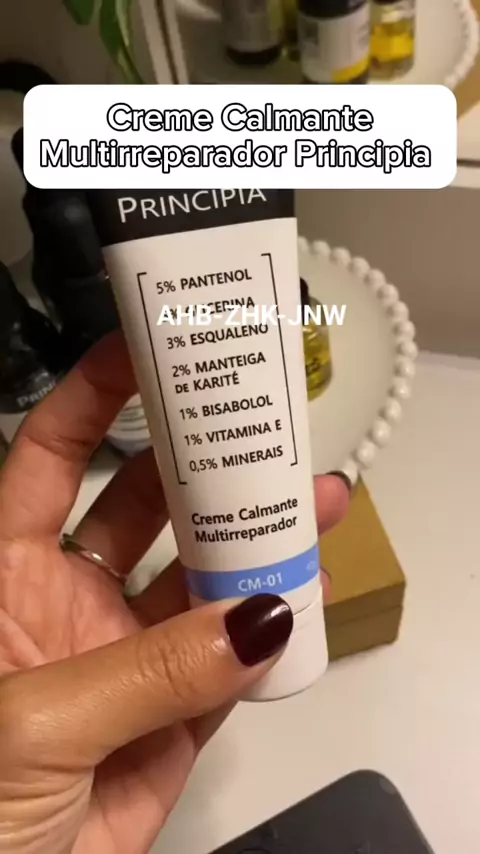 Creme Calmante
Multirreparador Principia
PRINCIPIA
5% PANTENOL
GLICERINA
AHB-ZHK-JNW
3% ESQUALENO
2% MANTEIGA
DE KARITÉ
1% BISABOLOL
1% VITAMINA E
0,5% MINERAIS
Creme Calmante
Multirreparador
CM-01